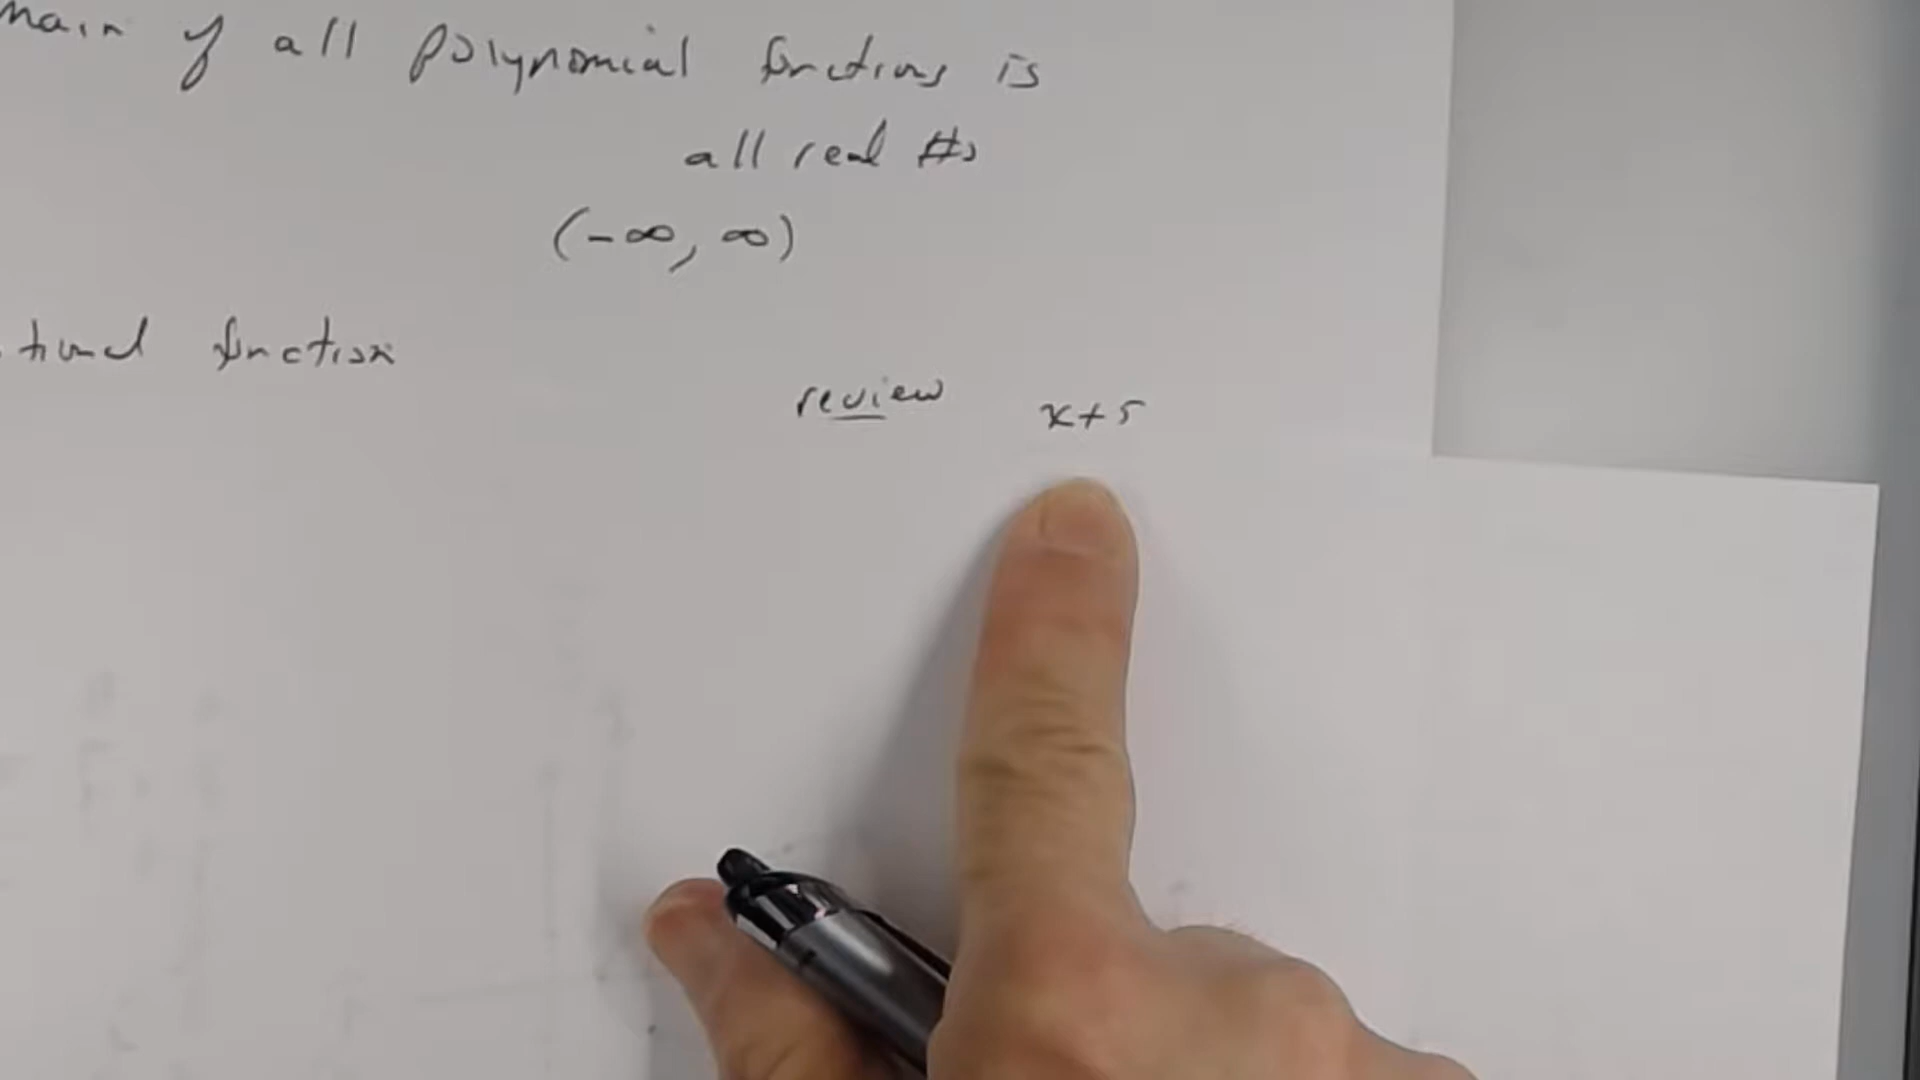 main of all polynomial functions is
all real #s
(-∞, ∞)
tional function
review x+5